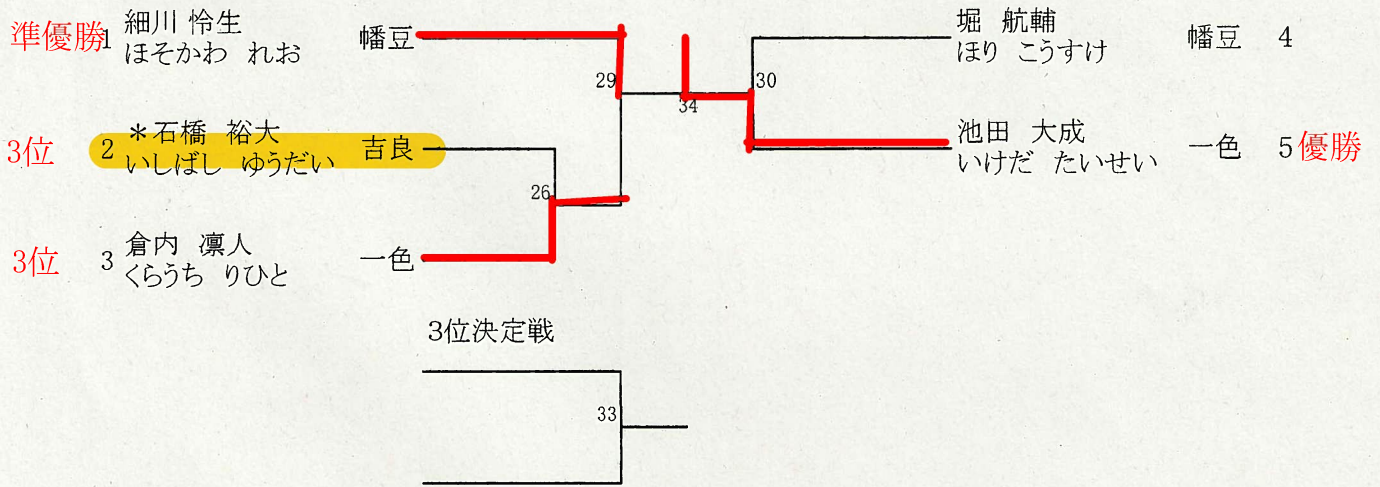 準優勝 1 細川 怜生 幡豆
ほそかわ れお
堀 航輔 幡豆 4
ほり こうすけ
29
30
34
3位 2 *石橋 裕大 吉良
いしばし ゆうだい
池田 大成 一色 5 優勝
いけだ たいせい
26
3位 3 倉内 凛人 一色
くらうち りひと
3位決定戦
33